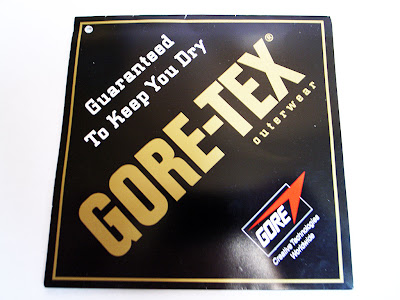 Guaranteed
To Keep You Dry
GORE-TEX®
outerwear
GORE
Creative Technologies
Worldwide